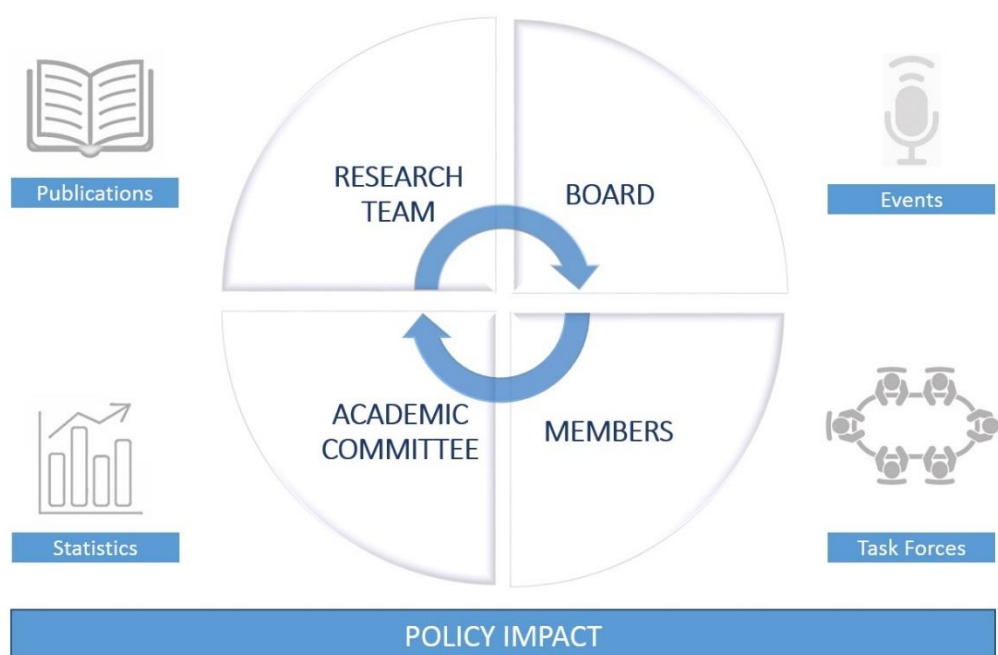 RESEARCH
TEAM
BOARD
Publications
Events
ACADEMIC
COMMITTEE
MEMBERS
Statistics
Task Forces
POLICY IMPACT